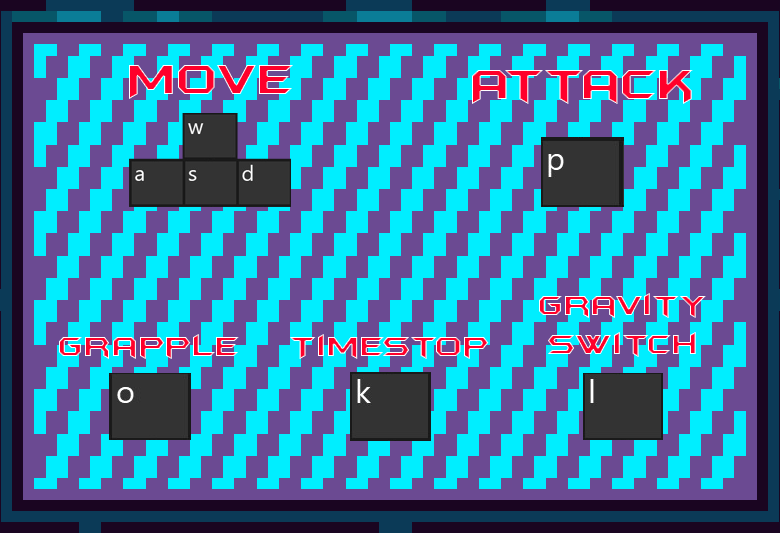 MOVE
ATTACK
w
a s d
p
GRAVITY
SWITCH
GRAPPLE
TIMESTOP
o
k
l